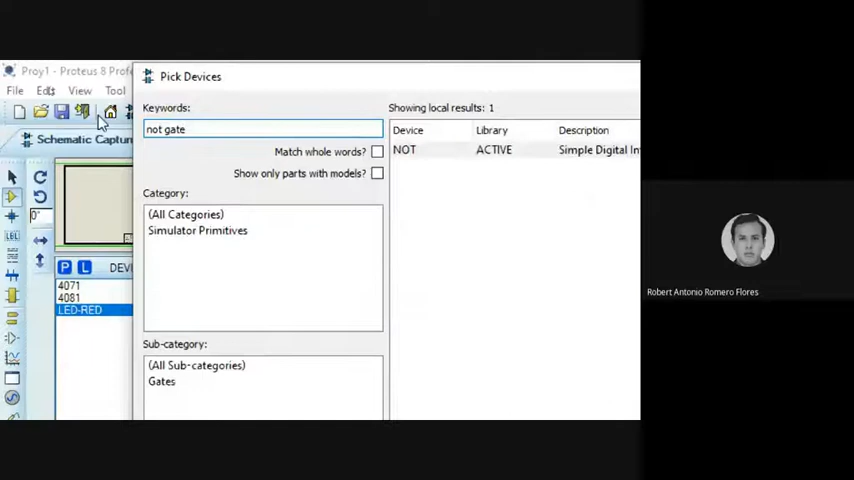 Proy1 - Proteus 8 Profe
Pick Devices
File Edit View Tool
Keywords:
Showing local results: 1
not gate
Device Library Description
Schematic Captur
Match whole words?
NOT ACTIVE Simple Digital In
Show only parts with models?
Category:
(All Categories)
Simulator Primitives
0°
LBL
P L DEVI
4071
4081
LED-RED
Sub-category:
(All Sub-categories)
Gates
Robert Antonio Romero Flores